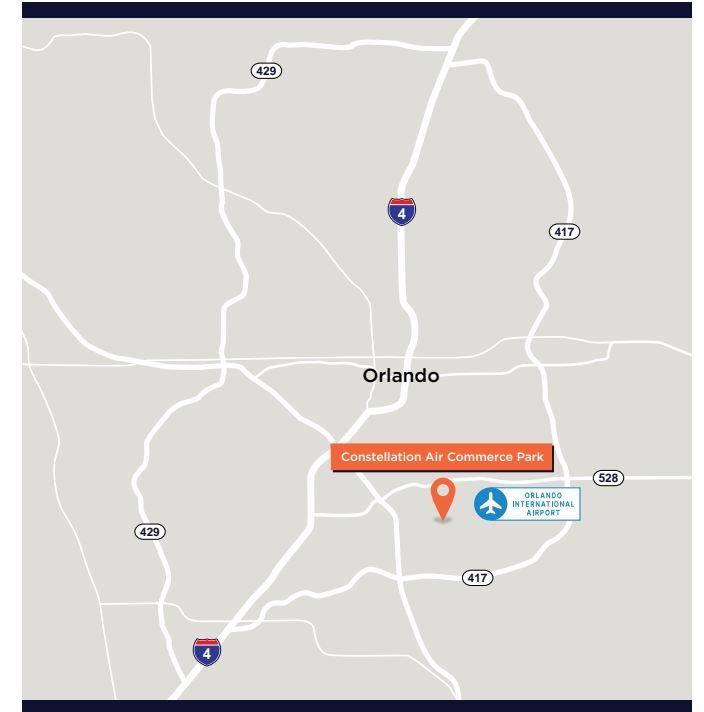 429
4
417
Orlando
Constellation Air Commerce Park
528
ORLANDO
INTERNATIONAL
AIRPORT
429
417
4